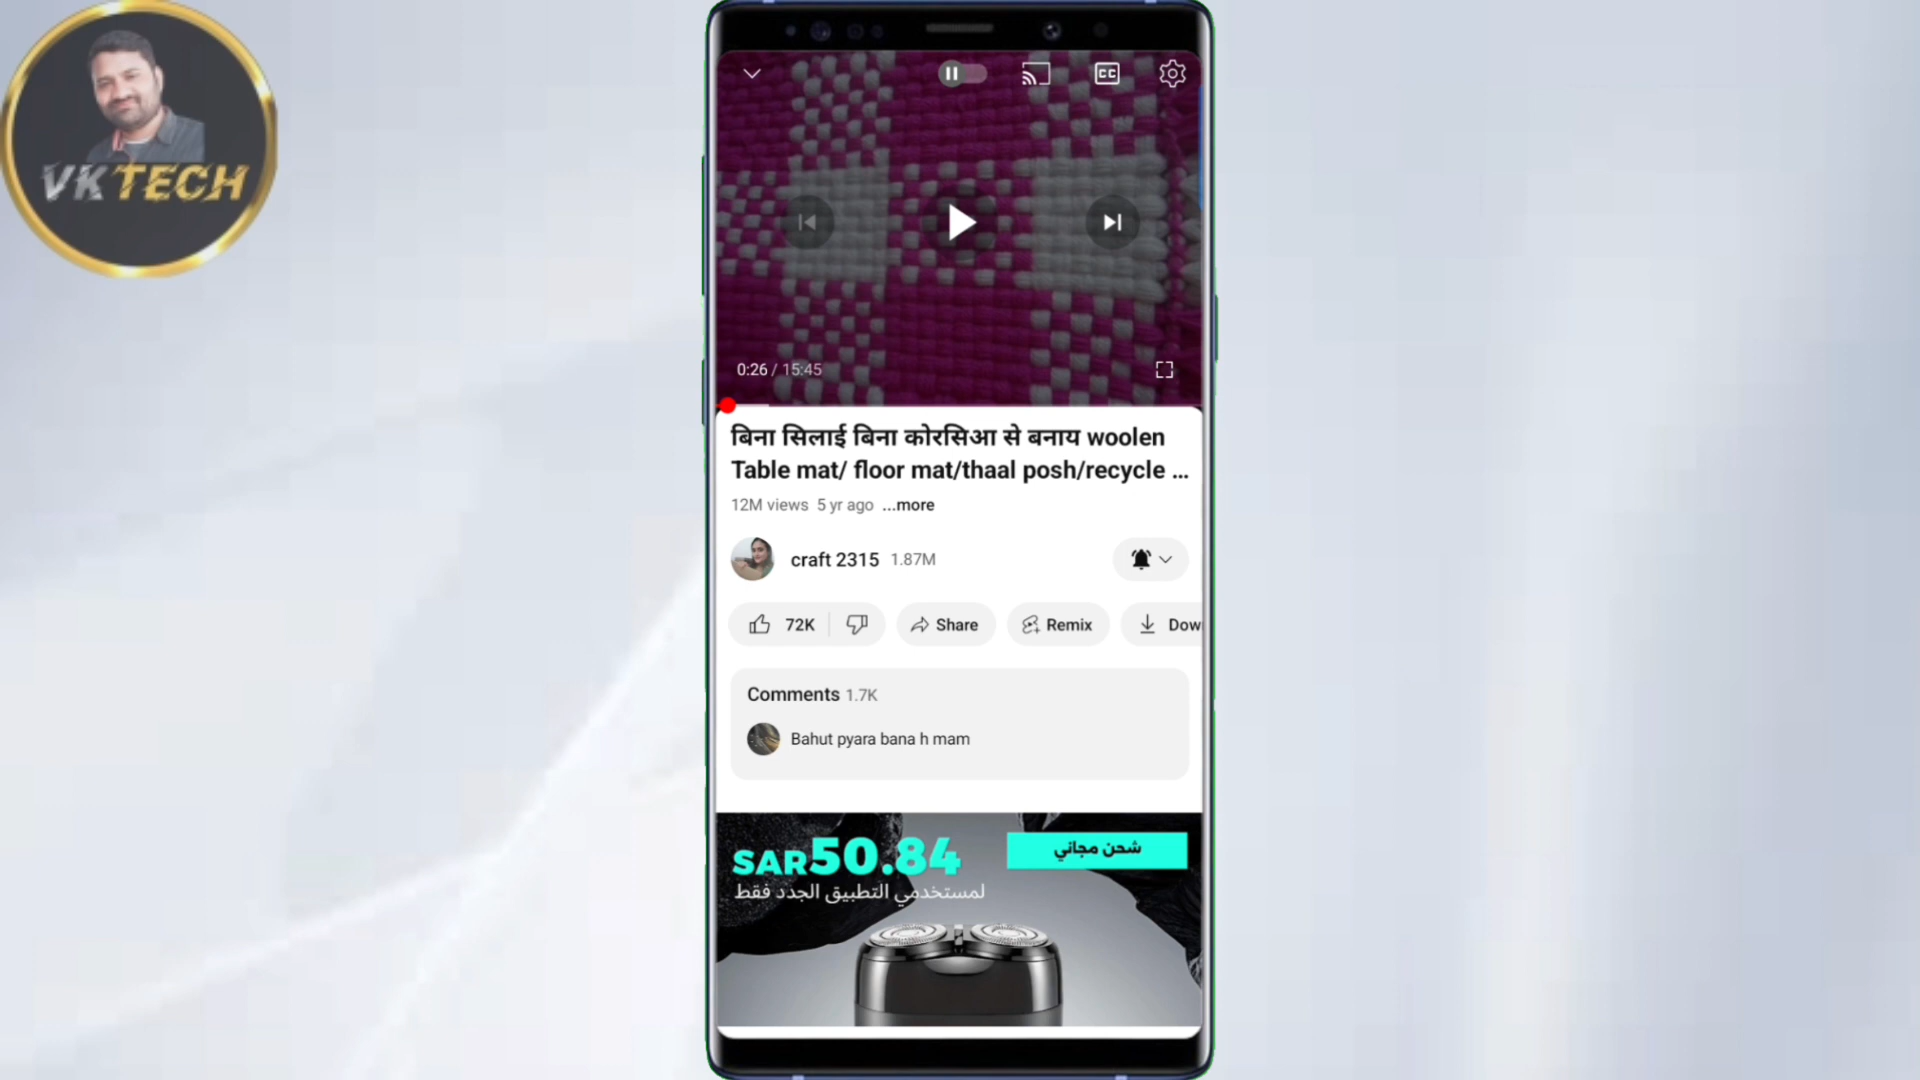 VKTECH
CC
0:26 / 15:45
बिना सिलाई बिना कोरसिआ से बनाय woolen
Table mat/ floor mat/thaal posh/recycle ...
12M views 5 yr ago ...more
craft 2315 1.87M
72K
Share
Remix
Dow
Comments 1.7K
Bahut pyara bana h mam
SAR50.84
شحن مجاني
لمستخدمي التطبيق الجدد فقط